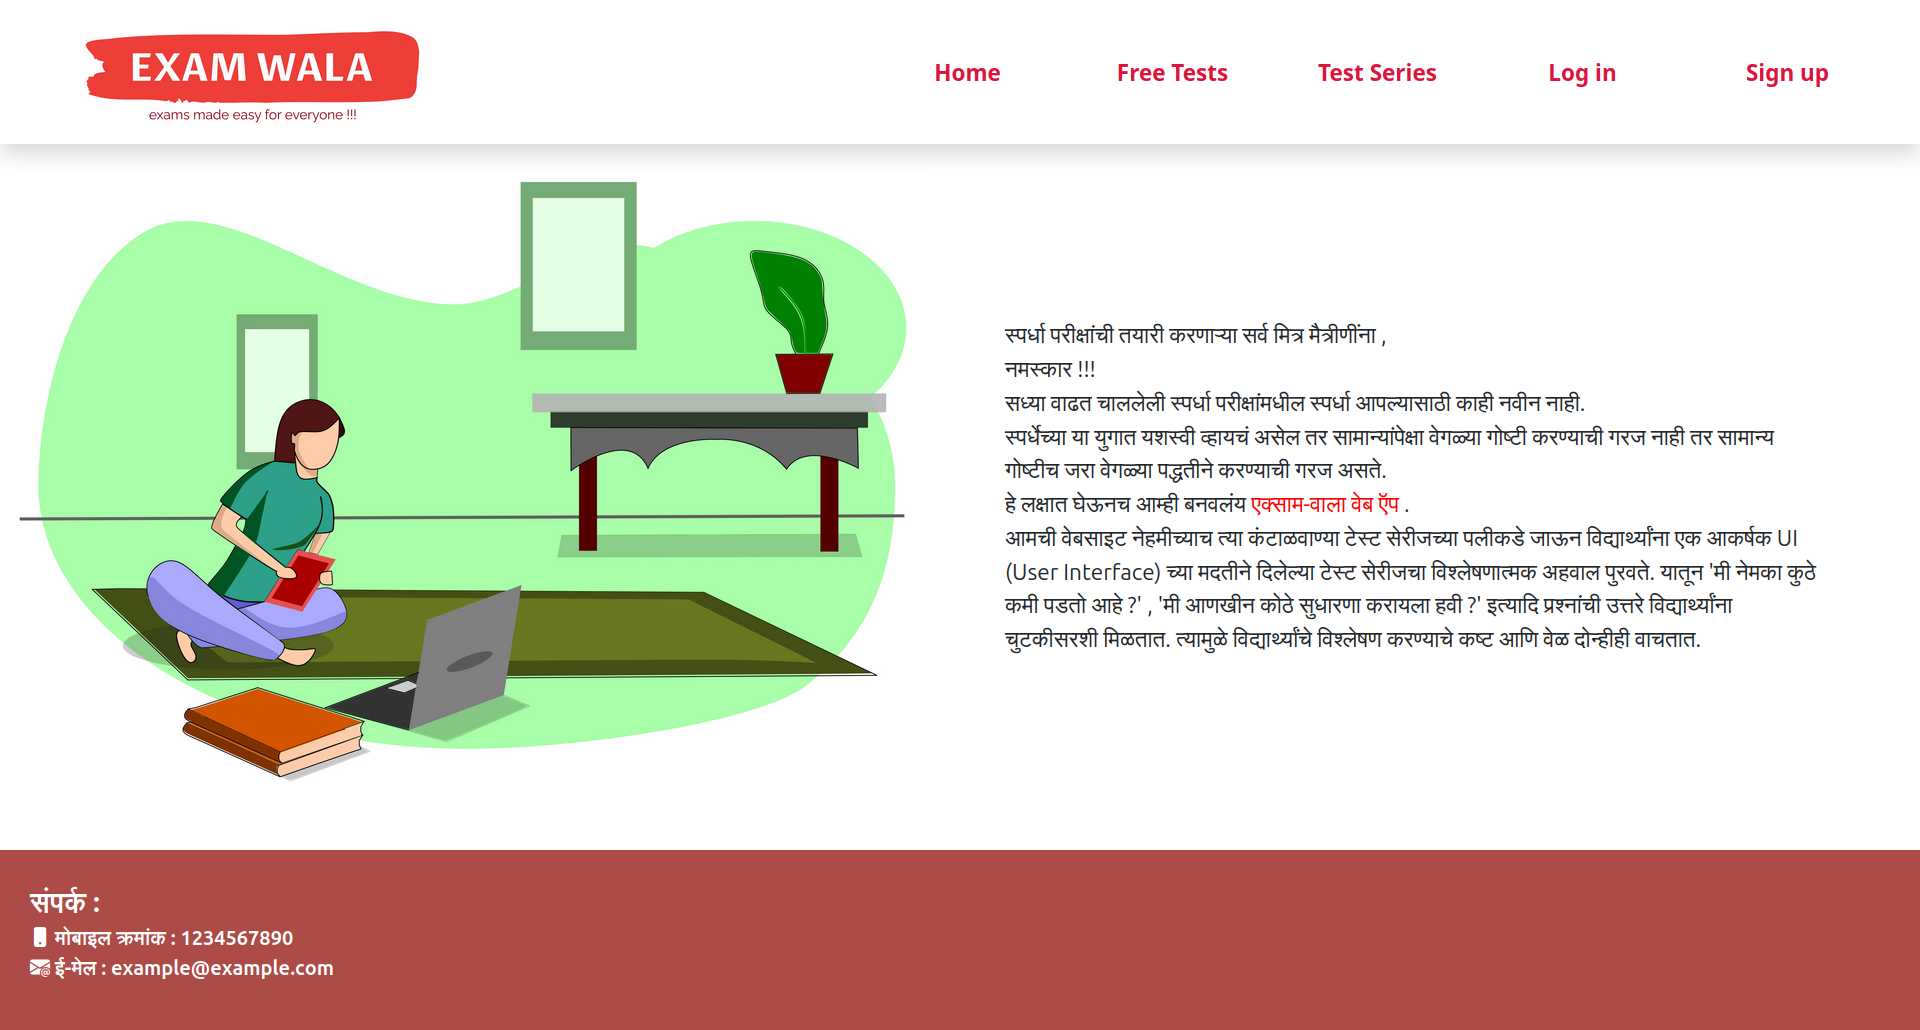 EXAM WALA
exams made easy for everyone !!!
Home
Free Tests
Test Series
Log in
Sign up
स्पर्धा परीक्षांची तयारी करणाऱ्या सर्व मित्र मैत्रीणींना ,
नमस्कार !!!
सध्या वाढत चाललेली स्पर्धा परीक्षांमधील स्पर्धा आपल्यासाठी काही नवीन नाही.
स्पर्धेच्या या युगात यशस्वी व्हायचं असेल तर सामान्यांपेक्षा वेगळ्या गोष्टी करण्याची गरज नाही तर सामान्य
गोष्टीच जरा वेगळ्या पद्धतीने करण्याची गरज असते.
हे लक्षात घेऊनच आम्ही बनवलंय एक्साम-वाला वेब ऍप .
आमची वेबसाइट नेहमीच्याच त्या कंटाळवाण्या टेस्ट सेरीजच्या पलीकडे जाऊन विद्यार्थ्यांना एक आकर्षक UI
(User Interface) च्या मदतीने दिलेल्या टेस्ट सेरीजचा विश्लेषणात्मक अहवाल पुरवते. यातून 'मी नेमका कुठे
कमी पडतो आहे ?' , 'मी आणखीन कोठे सुधारणा करायला हवी ?' इत्यादि प्रश्नांची उत्तरे विद्यार्थ्यांना
चुटकीसरशी मिळतात. त्यामुळे विद्यार्थ्यांचे विश्लेषण करण्याचे कष्ट आणि वेळ दोन्हीही वाचतात.
संपर्क :
मोबाइल क्रमांक : 1234567890
ई-मेल : example@example.com